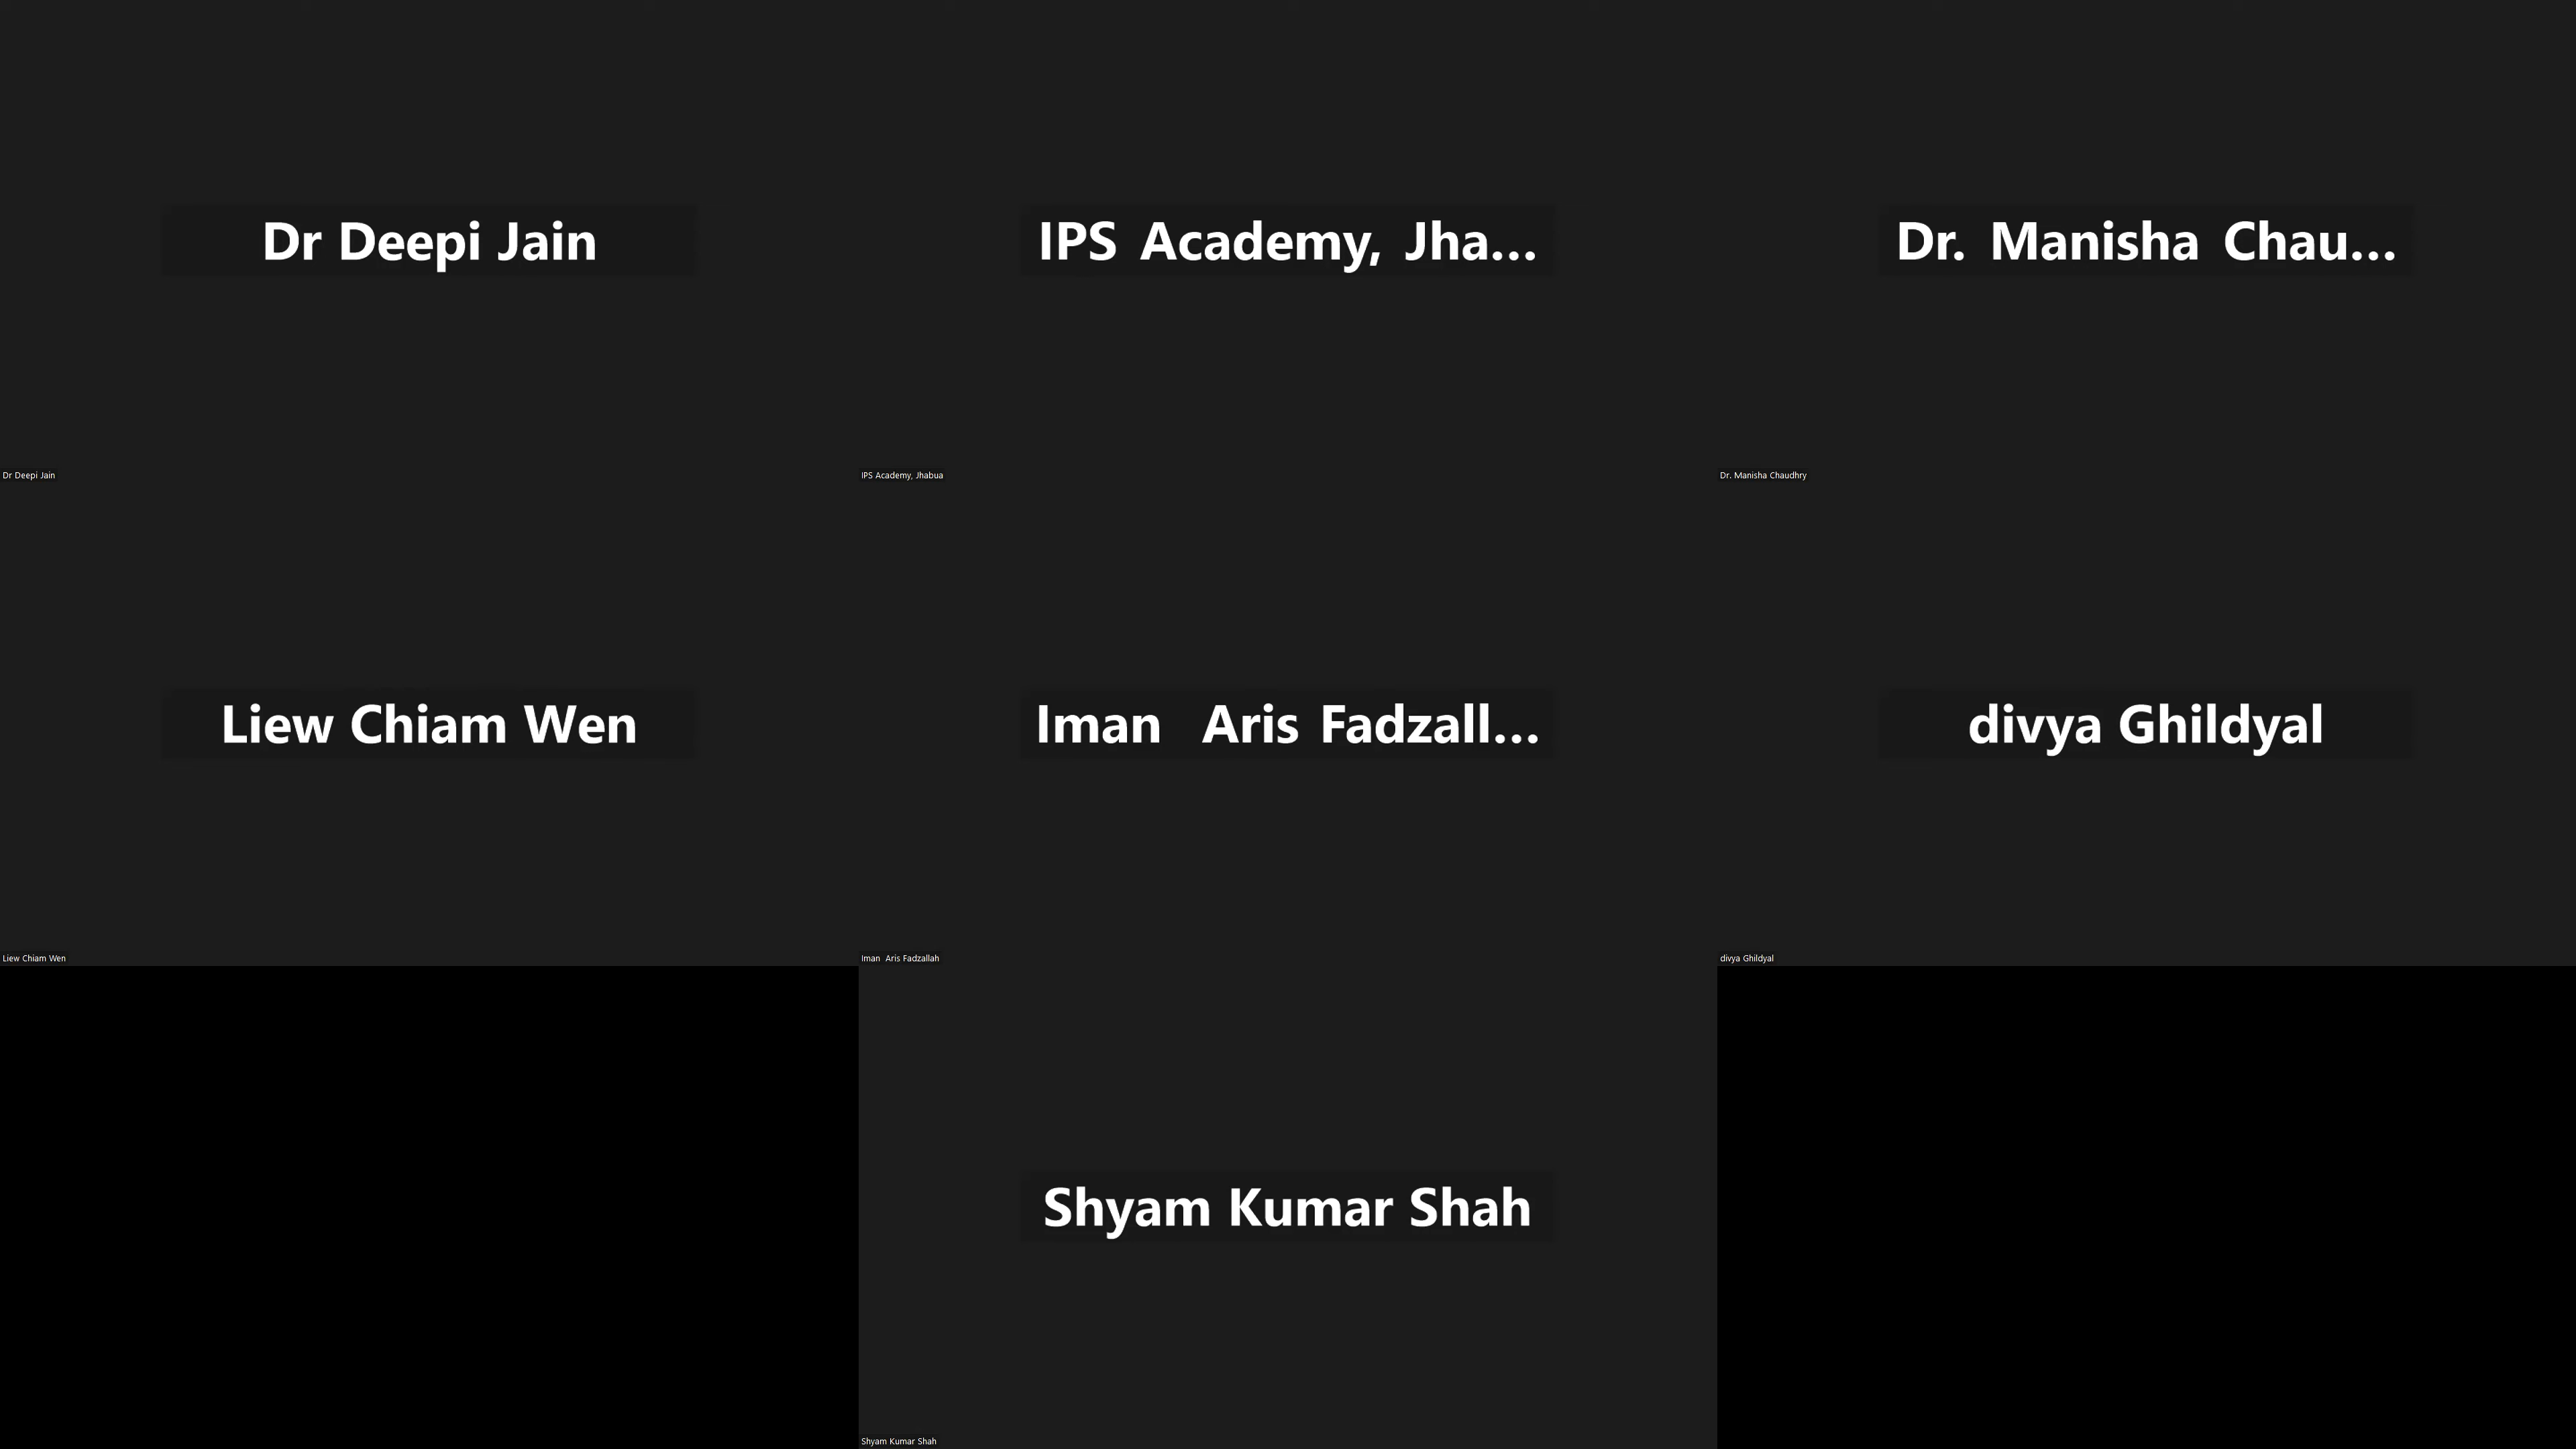 Dr Deepi Jain
IPS Academy, Jha...
Dr. Manisha Chau...
Dr Deepi Jain
IPS Academy, Jhabua
Dr. Manisha Chaudhry
Liew Chiam Wen
Iman  Aris Fadzall...
divya Ghildyal
Liew Chiam Wen
Iman  Aris Fadzallah
divya Ghildyal
Shyam Kumar Shah
Shyam Kumar Shah